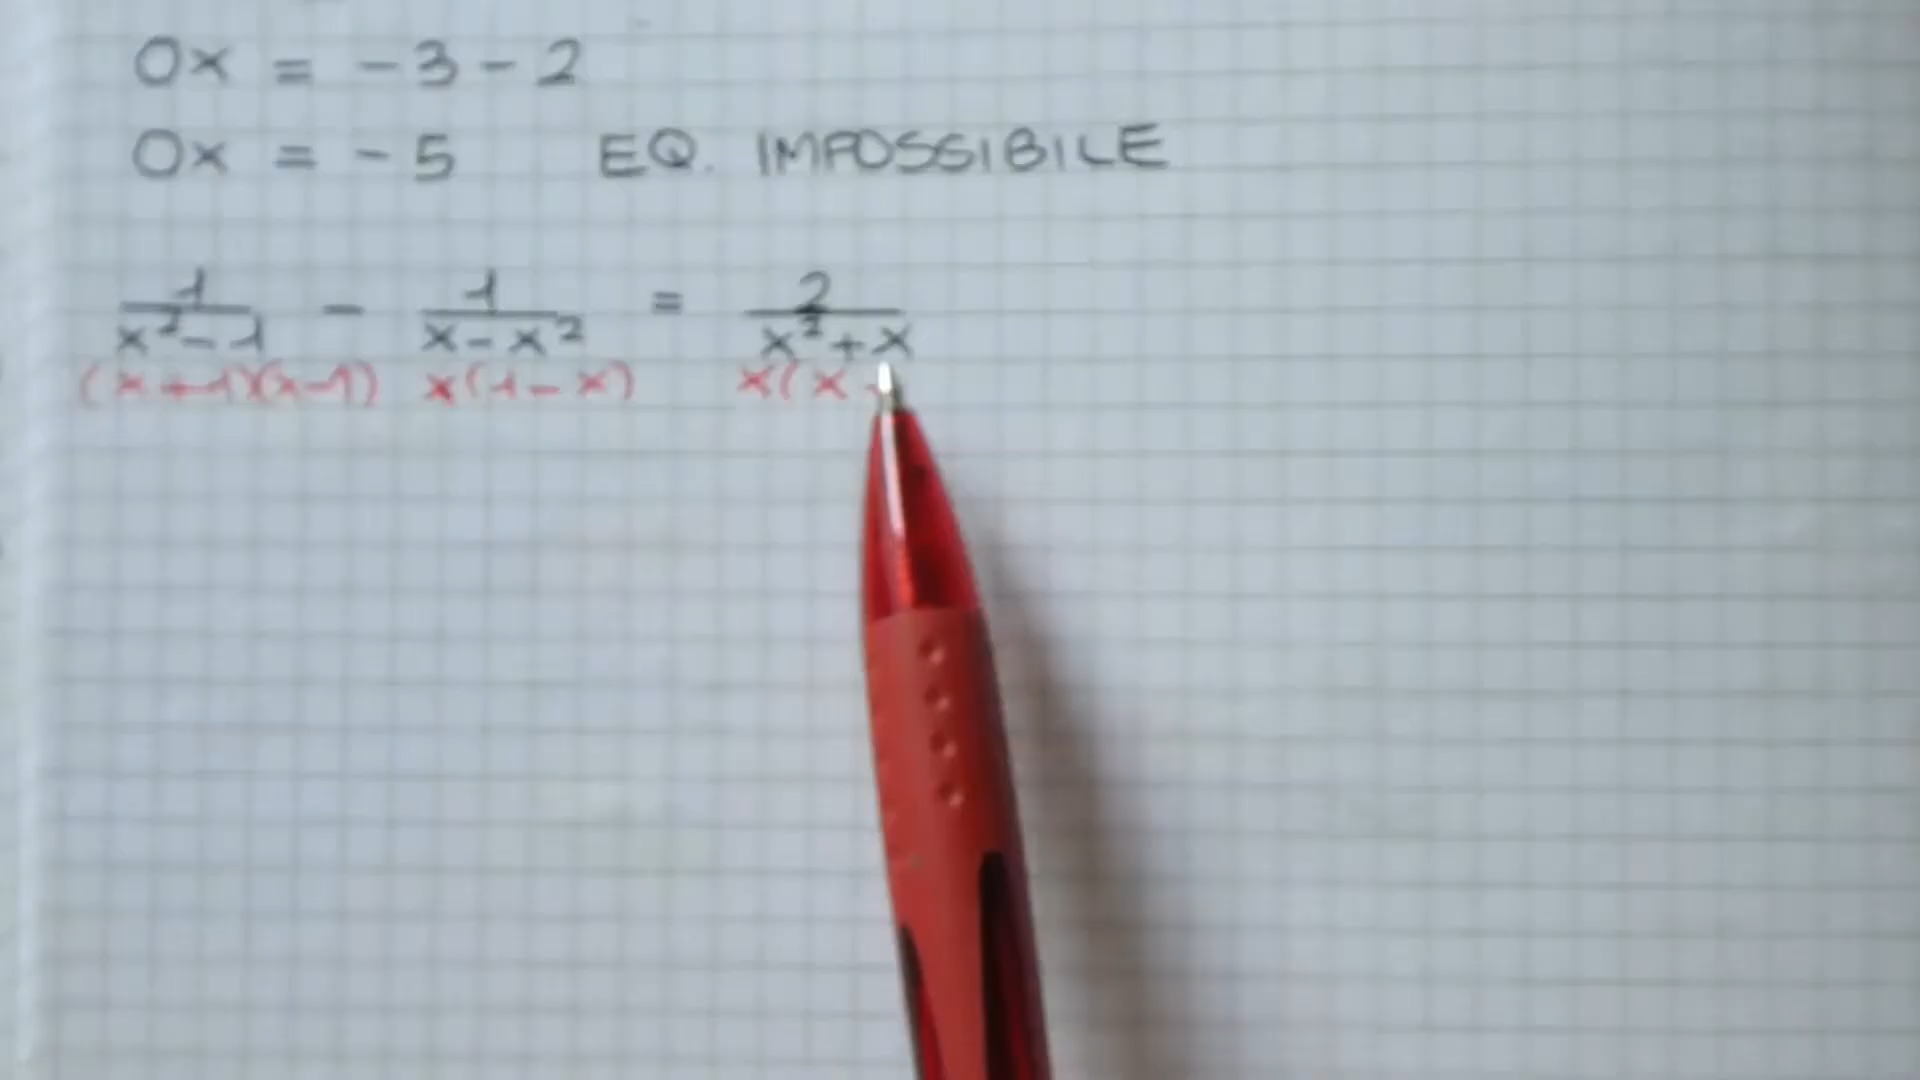 0x = -3 - 2
0x = -5 EQ. IMPOSSIBILE
1/(x²-1) - 1/(x-x²) = 2/(x²+x)
(x+1)(x-1) x(1-x) x(x